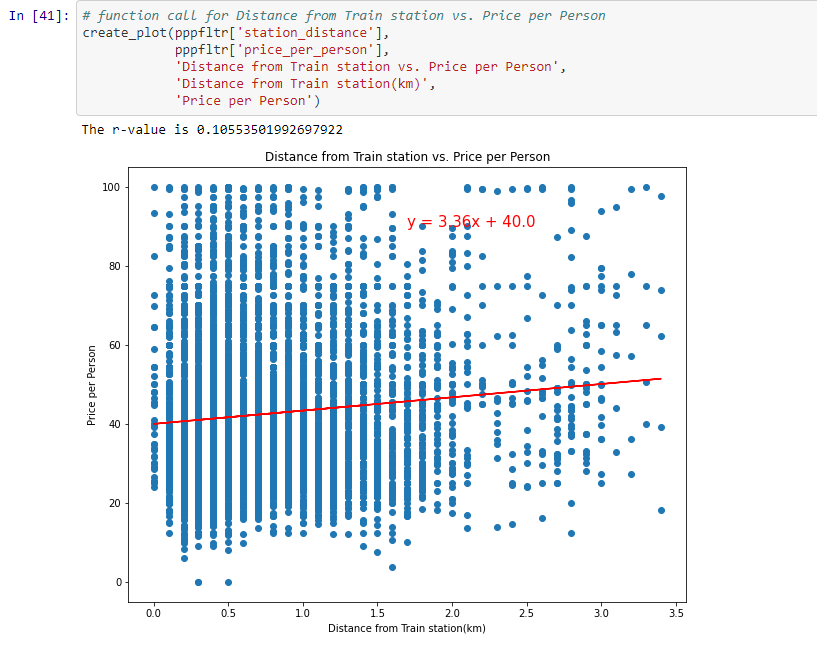 In [41]: # function call for Distance from Train station vs. Price per Person
create_plot(pppfltr['station_distance'],
pppfltr['price_per_person'],
'Distance from Train station vs. Price per Person',
'Distance from Train station(km)',
'Price per Person')
The r-value is 0.10553501992697922
Distance from Train station vs. Price per Person
100
y = 3.36x + 40.0
80
60
Price per Person
40
20
0
0.0 0.5 1.0 1.5 2.0 2.5 3.0 3.5
Distance from Train station(km)